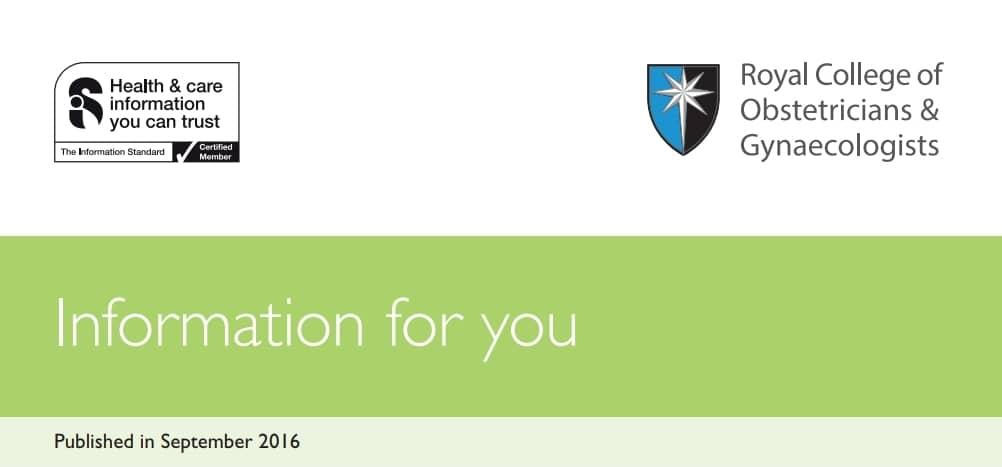 Health & care
information
you can trust
The Information Standard
Certified
Member
Royal College of
Obstetricians &
Gynaecologists
Information for you
Published in September 2016